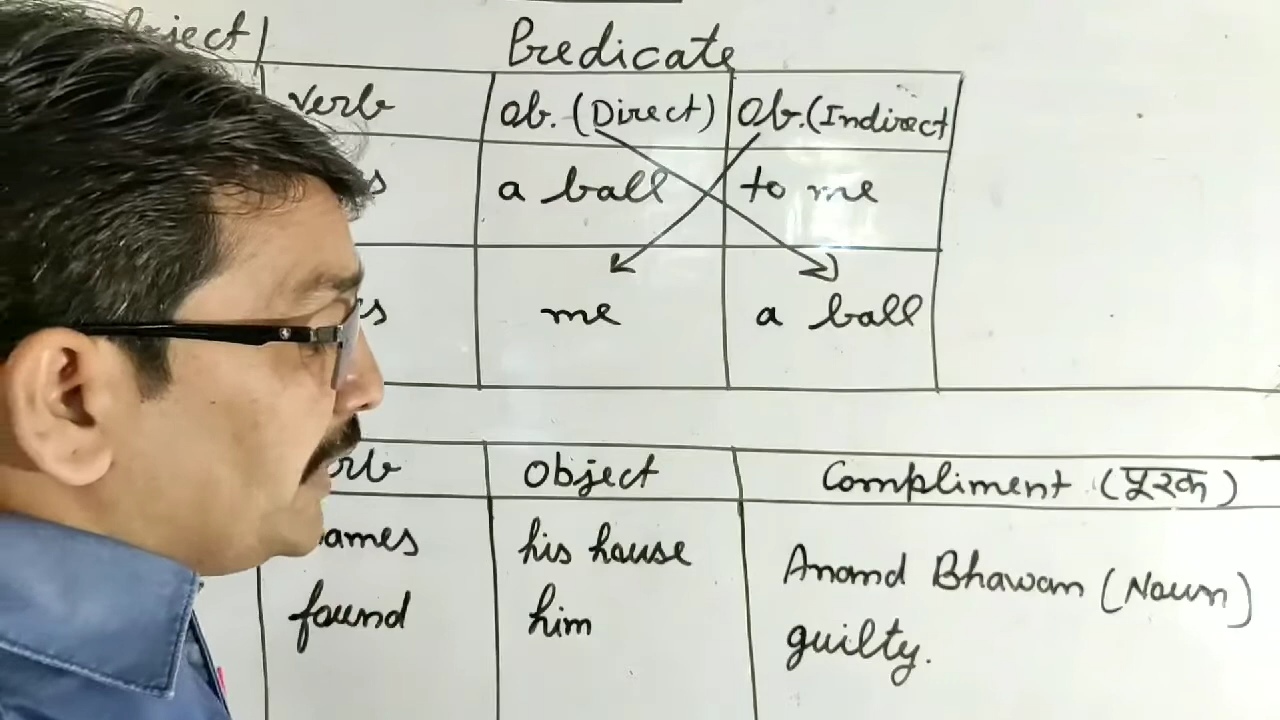 Predicate
verb ob. (Direct) Ob. (Indirect
a ball to me
me a ball
Object Compliment (पूरक)
his house Anand Bhawan (Noun)
found him guilty.